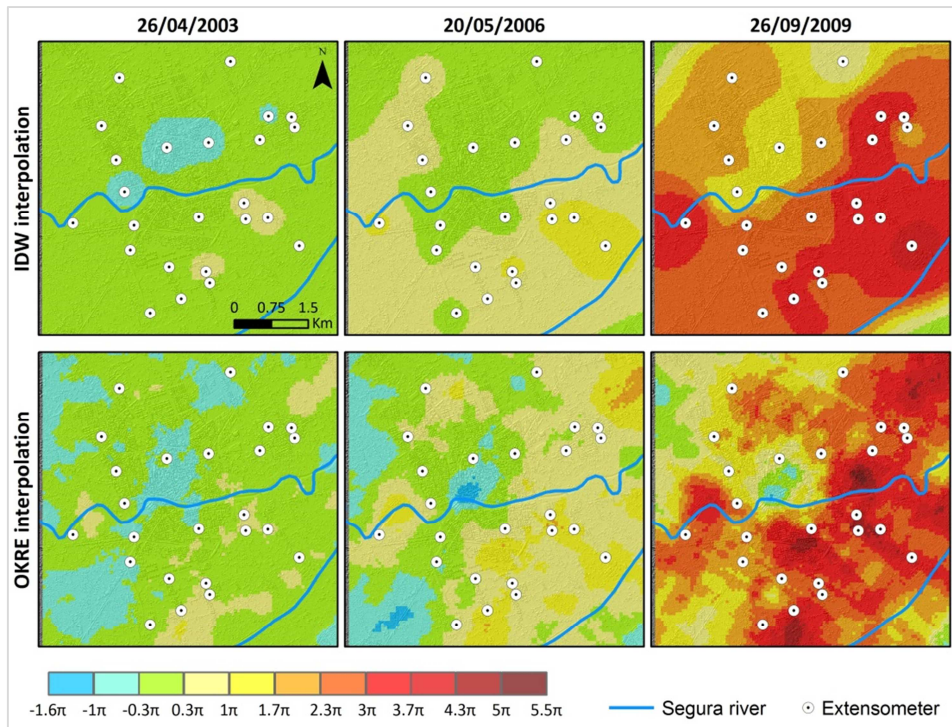 26/04/2003 20/05/2006 26/09/2009
IDW interpolation
N
0 0.75 1.5
Km
OKRE interpolation
-1.6π -1π -0.3π 0.3π 1π 1.7π 2.3π 3π 3.7π 4.3π 5π 5.5π
Segura river
Extensometer